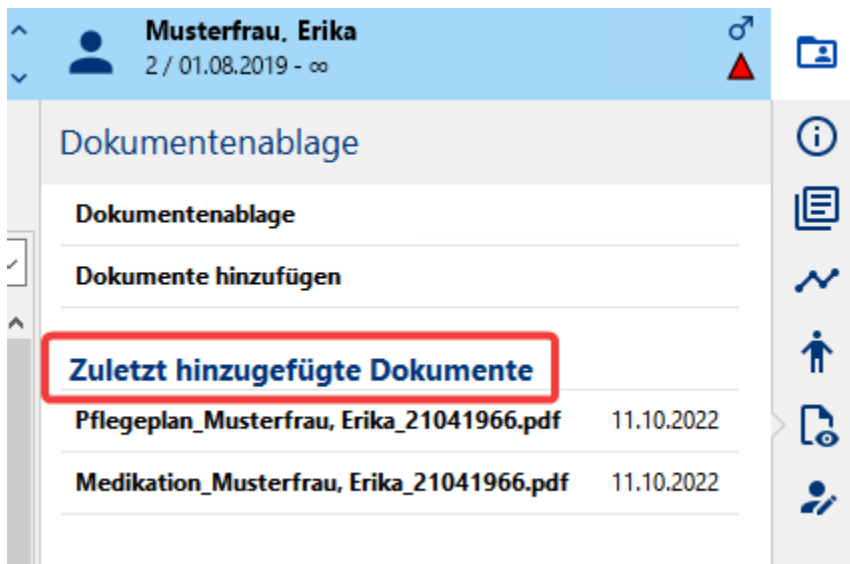 Musterfrau, Erika
2 / 01.08.2019 - ∞
Dokumentenablage
Dokumentenablage
Dokumente hinzufügen
Zuletzt hinzugefügte Dokumente
Pflegeplan_Musterfrau, Erika_21041966.pdf 11.10.2022
Medikation_Musterfrau, Erika_21041966.pdf 11.10.2022